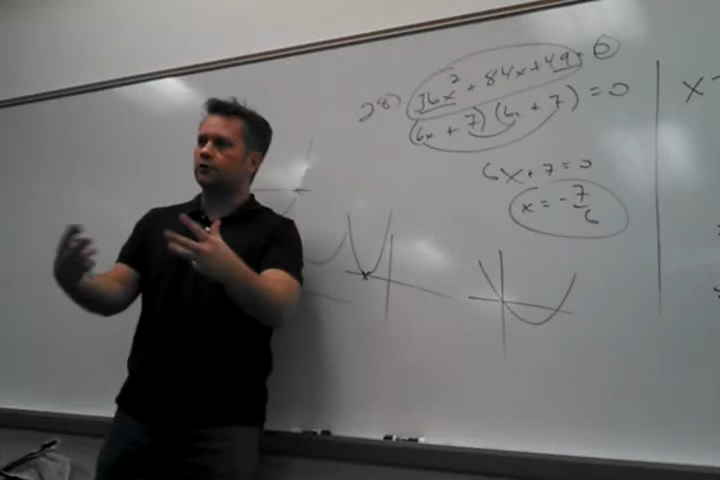 28) 36x² + 84x + 49 = 0
(6x + 7)(6x + 7) = 0
6x + 7 = 0
x = -7/6
x